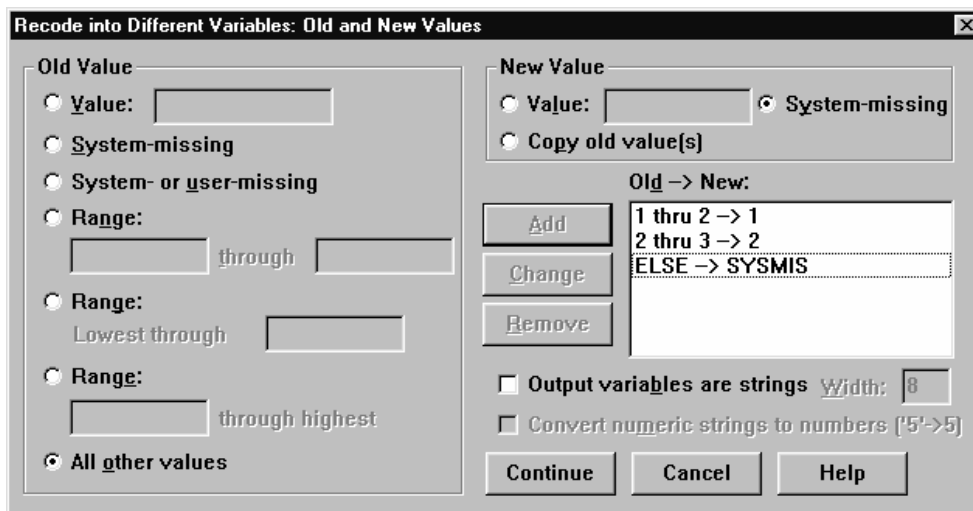 Recode into Different Variables: Old and New Values
Old Value
Value:
System-missing
System- or user-missing
Range:
through
Range:
Lowest through
Range:
through highest
All other values
New Value
Value:
System-missing
Copy old value(s)
Old -> New:
Add
Change
Remove
1 thru 2 -> 1
2 thru 3 -> 2
ELSE -> SYSMIS
Output variables are strings Width: 8
Convert numeric strings to numbers ('5'->5)
Continue Cancel Help